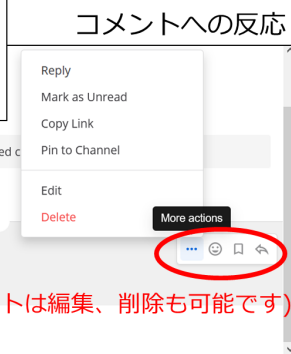 コメントへの反応
Reply
Mark as Unread
Copy Link
Pin to Channel
ed c
Edit
Delete
More actions
トは編集、削除も可能です)